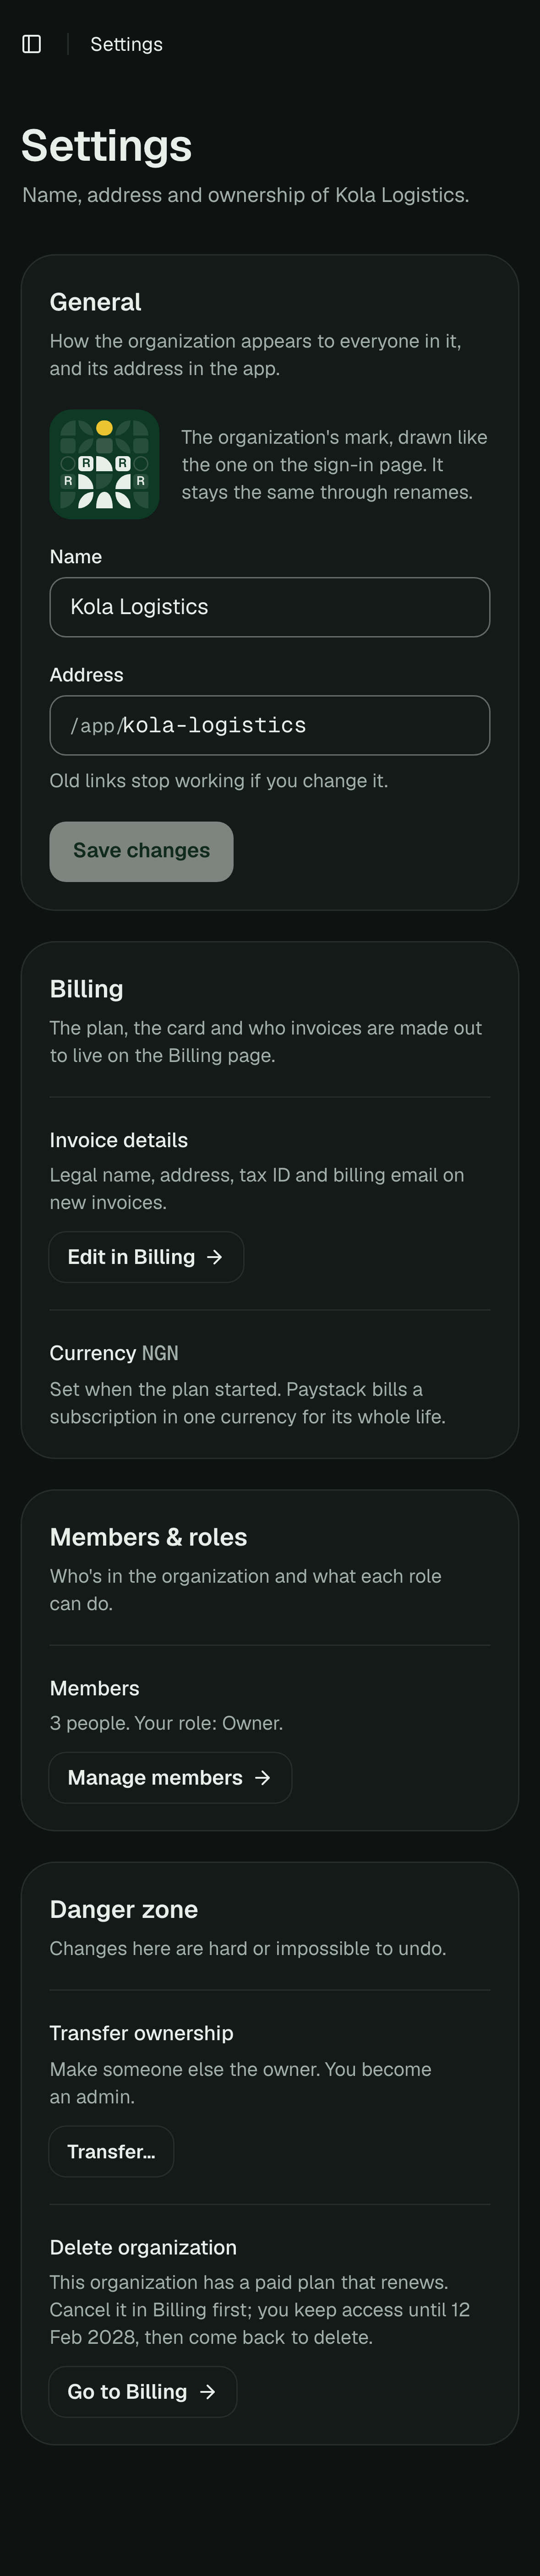 Settings
Settings
Name, address and ownership of Kola Logistics.
General
How the organization appears to everyone in it,
and its address in the app.
R R
R R
The organization's mark, drawn like
the one on the sign-in page. It
stays the same through renames.
Name
Kola Logistics
Address
/app/kola-logistics
Old links stop working if you change it.
Save changes
Billing
The plan, the card and who invoices are made out
to live on the Billing page.
Invoice details
Legal name, address, tax ID and billing email on
new invoices.
Edit in Billing →
Currency NGN
Set when the plan started. Paystack bills a
subscription in one currency for its whole life.
Members & roles
Who's in the organization and what each role
can do.
Members
3 people. Your role: Owner.
Manage members →
Danger zone
Changes here are hard or impossible to undo.
Transfer ownership
Make someone else the owner. You become
an admin.
Transfer...
Delete organization
This organization has a paid plan that renews.
Cancel it in Billing first; you keep access until 12
Feb 2028, then come back to delete.
Go to Billing →